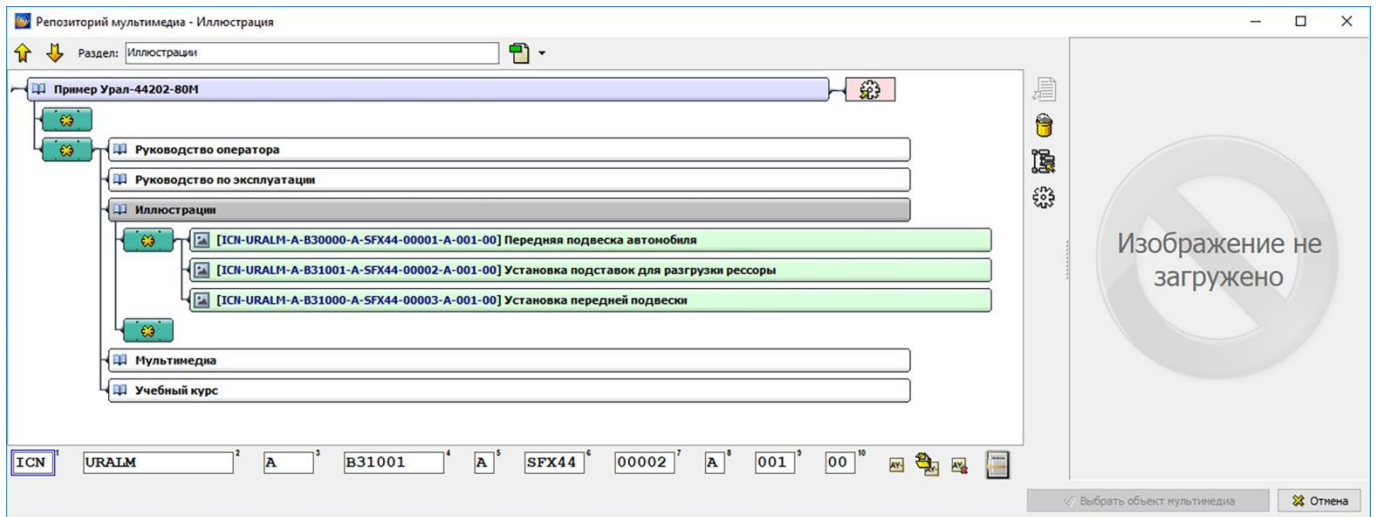 Репозиторий мультимедиа - Иллюстрация
Раздел: Иллюстрации
Пример Урал-44202-80М
Руководство оператора
Руководство по эксплуатации
Иллюстрации
[ICN-URALM-A-B30000-A-SFX44-00001-A-001-00] Передняя подвеска автомобиля
[ICN-URALM-A-B31001-A-SFX44-00002-A-001-00] Установка подставок для разгрузки рессоры
[ICN-URALM-A-B31000-A-SFX44-00003-A-001-00] Установка передней подвески
Мультимедиа
Учебный курс
Изображение не
загружено
ICN 1 URALM 2 A 3 B31001 4 A 5 SFX44 6 00002 7 A 8 001 9 00 10
Выбрать объект мультимедиа Отмена